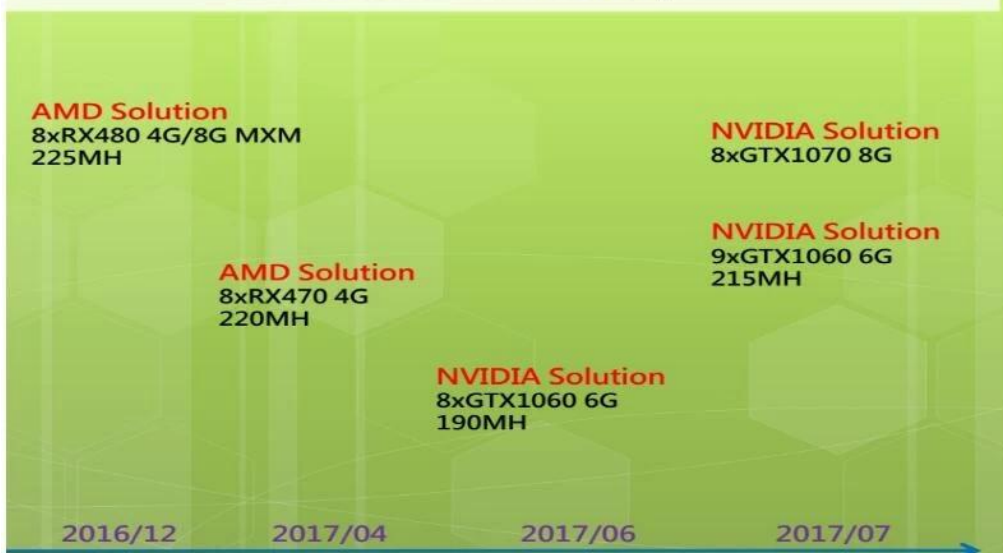 AMD Solution
8xRX480 4G/8G MXM
225MH
AMD Solution
8xRX470 4G
220MH
NVIDIA Solution
8xGTX1060 6G
190MH
NVIDIA Solution
8xGTX1070 8G
NVIDIA Solution
9xGTX1060 6G
215MH
2016/12
2017/04
2017/06
2017/07